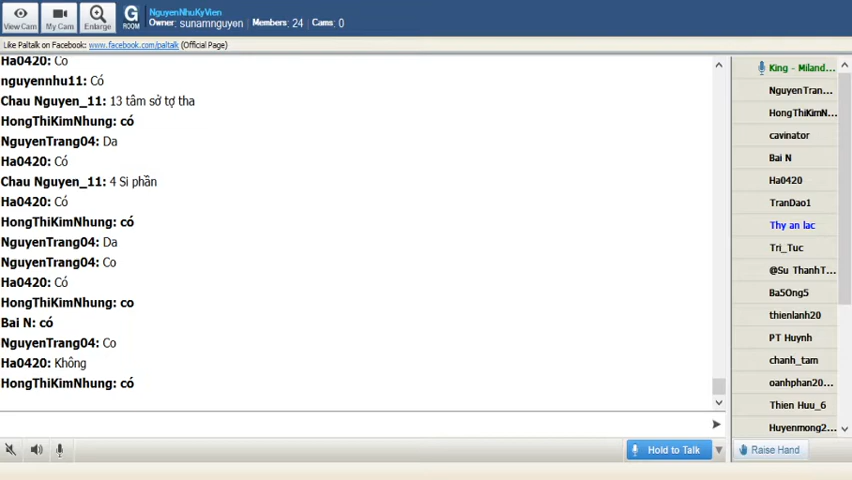 NguyenNhuKyVien
Owner: sunamnguyen Members: 24 Cams: 0
View Cam My Cam Enlarge G ROOM
Like Paltalk on Facebook: www.facebook.com/paltalk (Official Page)
Ha0420: Có
nguyennhu11: Có
Chau Nguyen_11: 13 tâm sở tợ tha
HongThiKimNhung: có
NguyenTrang04: Da
Ha0420: Có
Chau Nguyen_11: 4 Si phần
Ha0420: Có
HongThiKimNhung: có
NguyenTrang04: Da
NguyenTrang04: Co
Ha0420: Có
HongThiKimNhung: co
Bai N: có
NguyenTrang04: Co
Ha0420: Không
HongThiKimNhung: có
King - Miland...
NguyenTran...
HongThiKimN...
cavinator
Bai N
Ha0420
TranDao1
Thy an lac
Tri_Tuc
@Su ThanhT...
Ba5Ong5
thienlanh20
PT Huynh
chanh_tam
oanhphan20...
Thien Huu_6
Huyenmong2...
Hold to Talk
Raise Hand